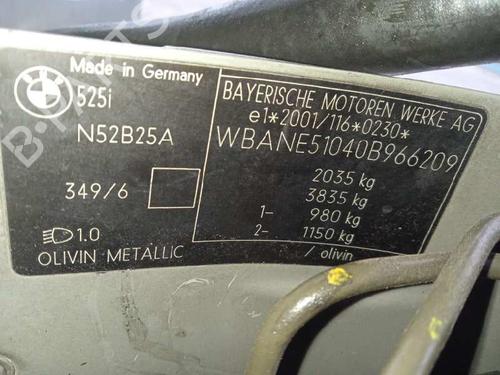 BMW
Made in Germany
525i
N52B25A
349/6
1.0
OLIVIN METALLIC
BAYERISCHE MOTOREN WERKE AG
e1*2001/116*0230*
WBANE51040B966209
2035 kg
3835 kg
1- 980 kg
2- 1150 kg
/ olivin